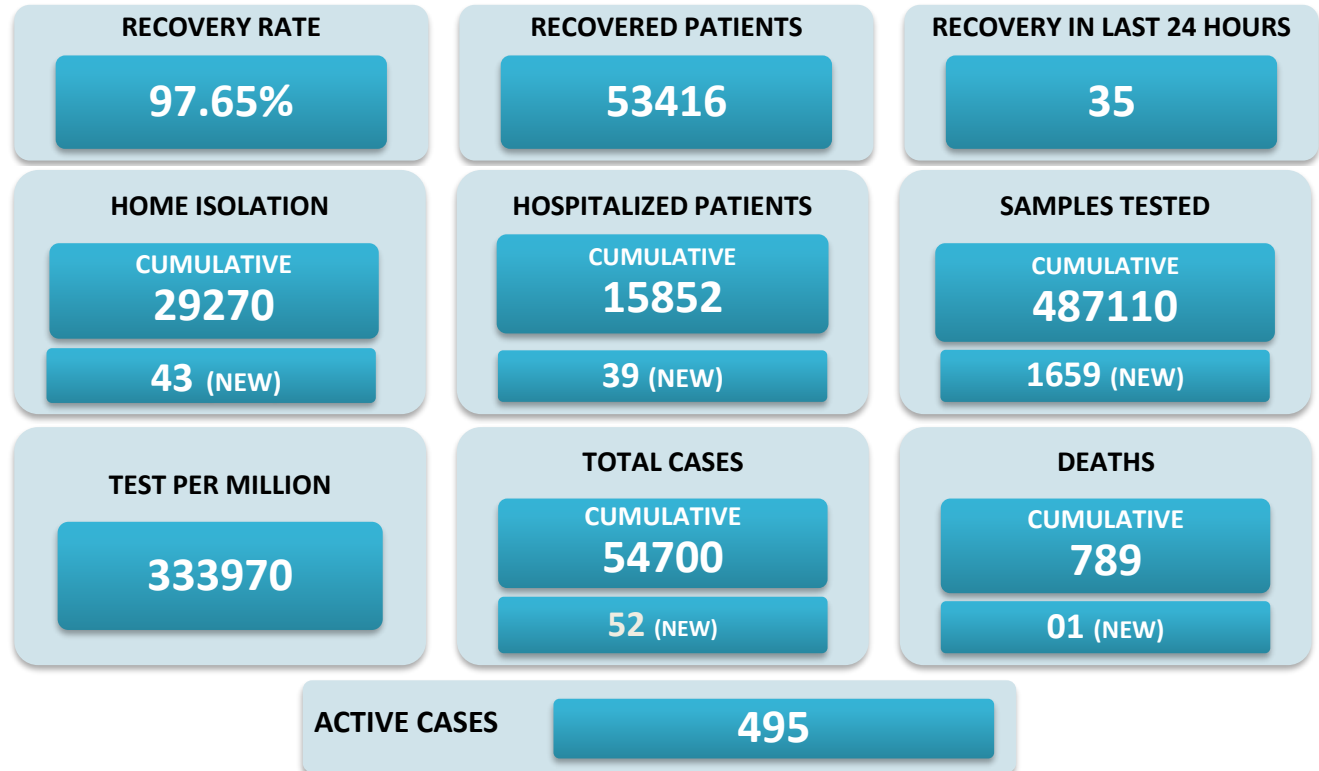 RECOVERY RATE
97.65%
RECOVERED PATIENTS
53416
RECOVERY IN LAST 24 HOURS
35
HOME ISOLATION
CUMULATIVE
29270
43 (NEW)
HOSPITALIZED PATIENTS
CUMULATIVE
15852
39 (NEW)
SAMPLES TESTED
CUMULATIVE
487110
1659 (NEW)
TEST PER MILLION
333970
TOTAL CASES
CUMULATIVE
54700
52 (NEW)
DEATHS
CUMULATIVE
789
01 (NEW)
ACTIVE CASES
495